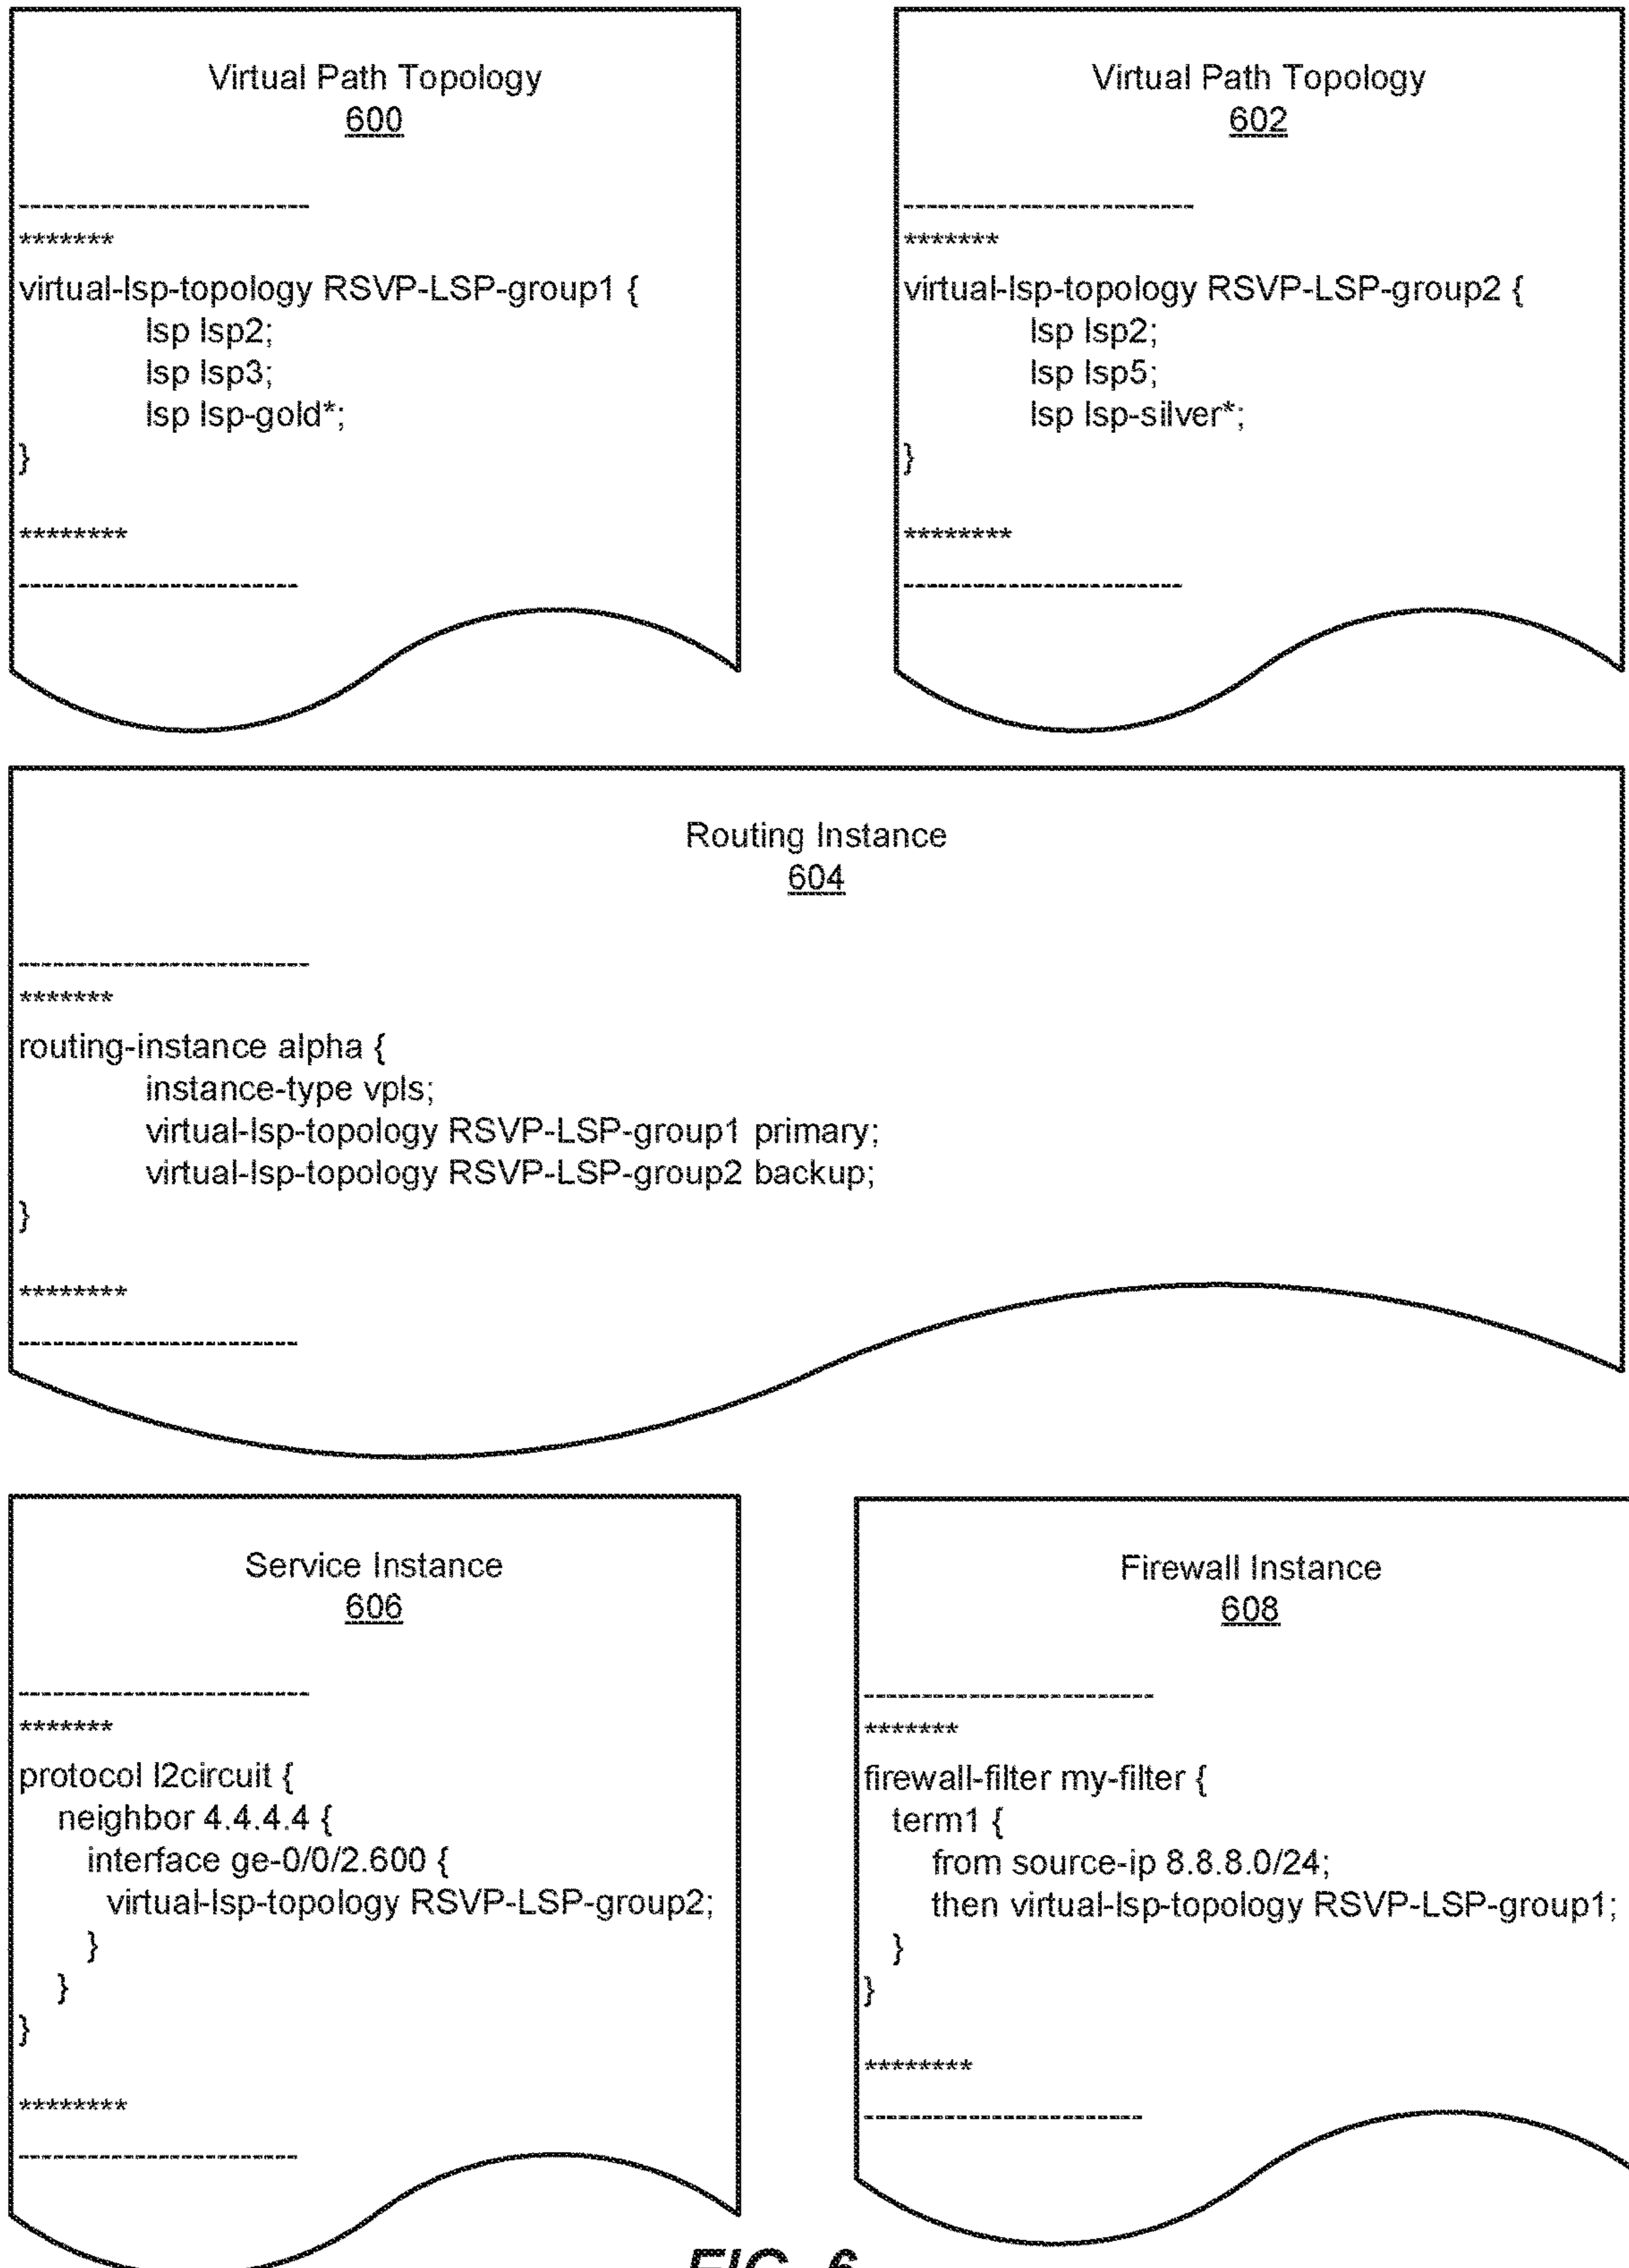 Virtual Path Topology
600
-------------------------
*******
virtual-lsp-topology RSVP-LSP-group1 {
lsp lsp2;
lsp lsp3;
lsp lsp-gold*;
}
********
------------------------
Virtual Path Topology
602
-------------------------
*******
virtual-lsp-topology RSVP-LSP-group2 {
lsp lsp2;
lsp lsp5;
lsp lsp-silver*;
}
********
------------------------
Routing Instance
604
-------------------------
*******
routing-instance alpha {
instance-type vpls;
virtual-lsp-topology RSVP-LSP-group1 primary;
virtual-lsp-topology RSVP-LSP-group2 backup;
}
********
------------------------
Service Instance
606
-------------------------
*******
protocol l2circuit {
neighbor 4.4.4.4 {
interface ge-0/0/2.600 {
virtual-lsp-topology RSVP-LSP-group2;
}
}
}
********
------------------------
Firewall Instance
608
-------------------------
*******
firewall-filter my-filter {
term1 {
from source-ip 8.8.8.0/24;
then virtual-lsp-topology RSVP-LSP-group1;
}
}
********
------------------------
FIG. 6